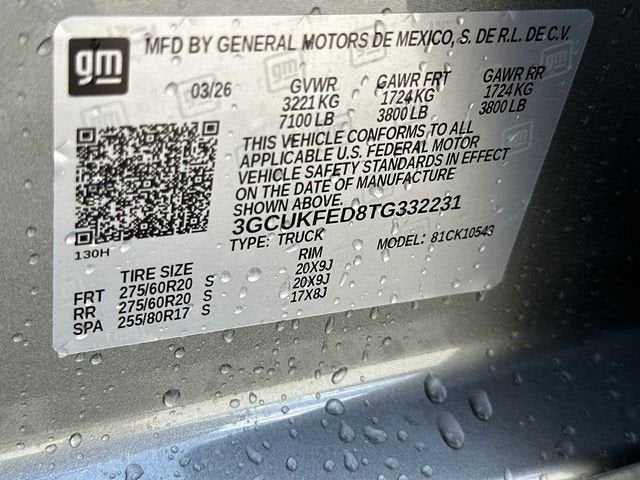 gm
MFD BY GENERAL MOTORS DE MEXICO, S. DE R.L. DE C.V.
03/26 GVWR GAWR FRT GAWR RR
3221 KG 1724 KG 1724 KG
7100 LB 3800 LB 3800 LB
THIS VEHICLE CONFORMS TO ALL
APPLICABLE U.S. FEDERAL MOTOR
VEHICLE SAFETY STANDARDS IN EFFECT
ON THE DATE OF MANUFACTURE
SHOWN ABOVE.
3GCUKFED8TG332231
130H TYPE: TRUCK MODEL: 81CK10543
TIRE SIZE RIM
FRT 275/60R20 S 20X9J
RR 275/60R20 S 20X9J
SPA 255/80R17 S 17X8J